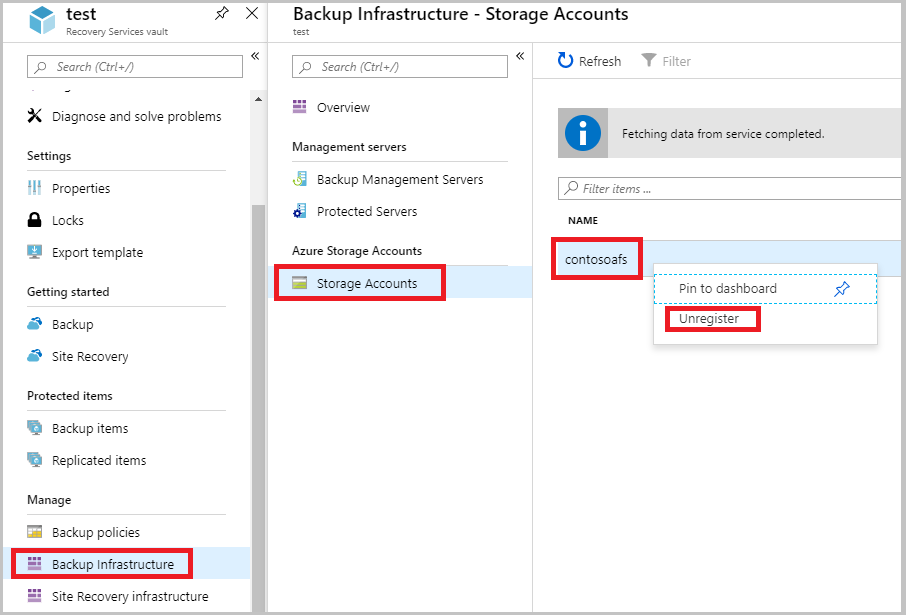 test
Recovery Services vault
Search (Ctrl+/)
Diagnose and solve problems
Settings
Properties
Locks
Export template
Getting started
Backup
Site Recovery
Protected items
Backup items
Replicated items
Manage
Backup policies
Backup Infrastructure
Site Recovery infrastructure
Backup Infrastructure - Storage Accounts
test
Search (Ctrl+/)
Overview
Management servers
Backup Management Servers
Protected Servers
Azure Storage Accounts
Storage Accounts
Refresh
Filter
Fetching data from service completed.
Filter items ...
NAME
contosoafs
Pin to dashboard
Unregister